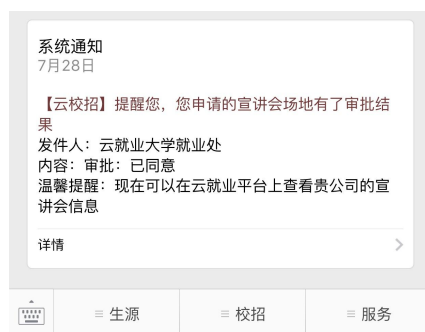 系统通知
7月28日
【云校招】提醒您，您申请的宣讲会场地有了审批结
果
发件人：云就业大学就业处
内容：审批：已同意
温馨提醒：现在可以在云就业平台上查看贵公司的宣
讲会信息
详情
生源
校招
服务